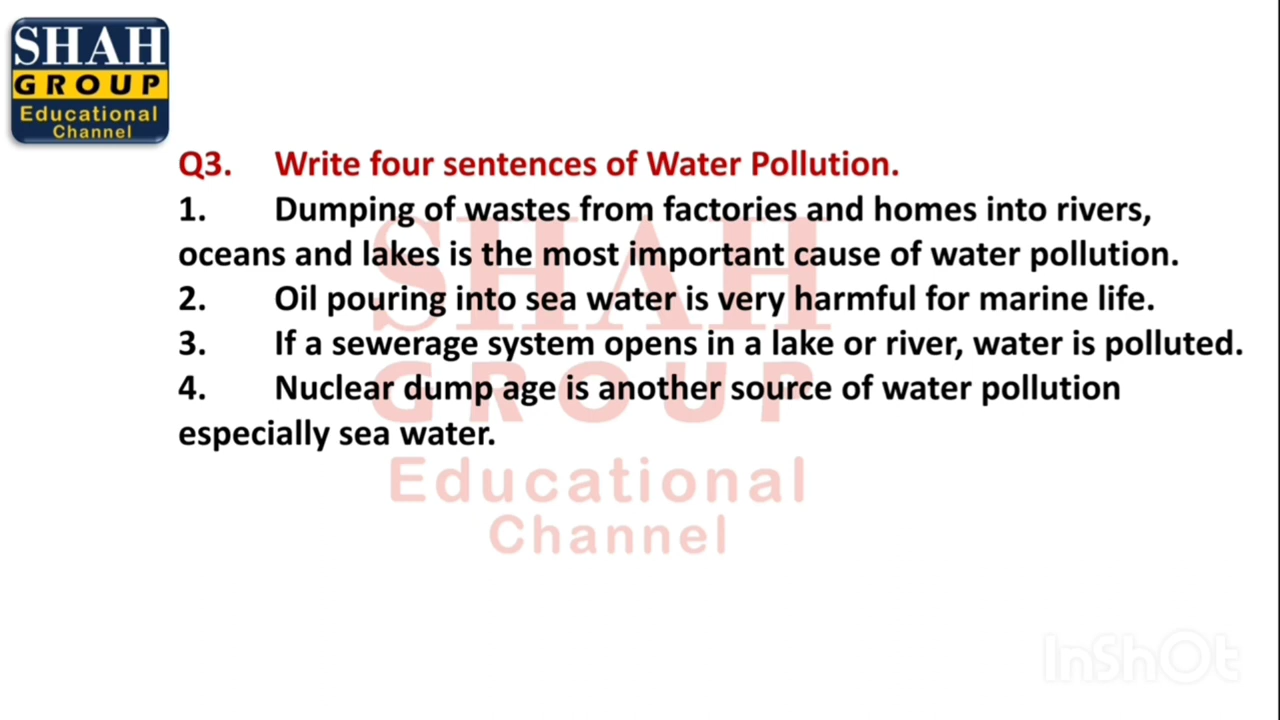 SHAH
GROUP
Educational
Channel
Q3. Write four sentences of Water Pollution.
1. Dumping of wastes from factories and homes into rivers,
oceans and lakes is the most important cause of water pollution.
2. Oil pouring into sea water is very harmful for marine life.
3. If a sewerage system opens in a lake or river, water is polluted.
4. Nuclear dump age is another source of water pollution
especially sea water.
SHAH
GROUP
Educational
Channel
InShOt